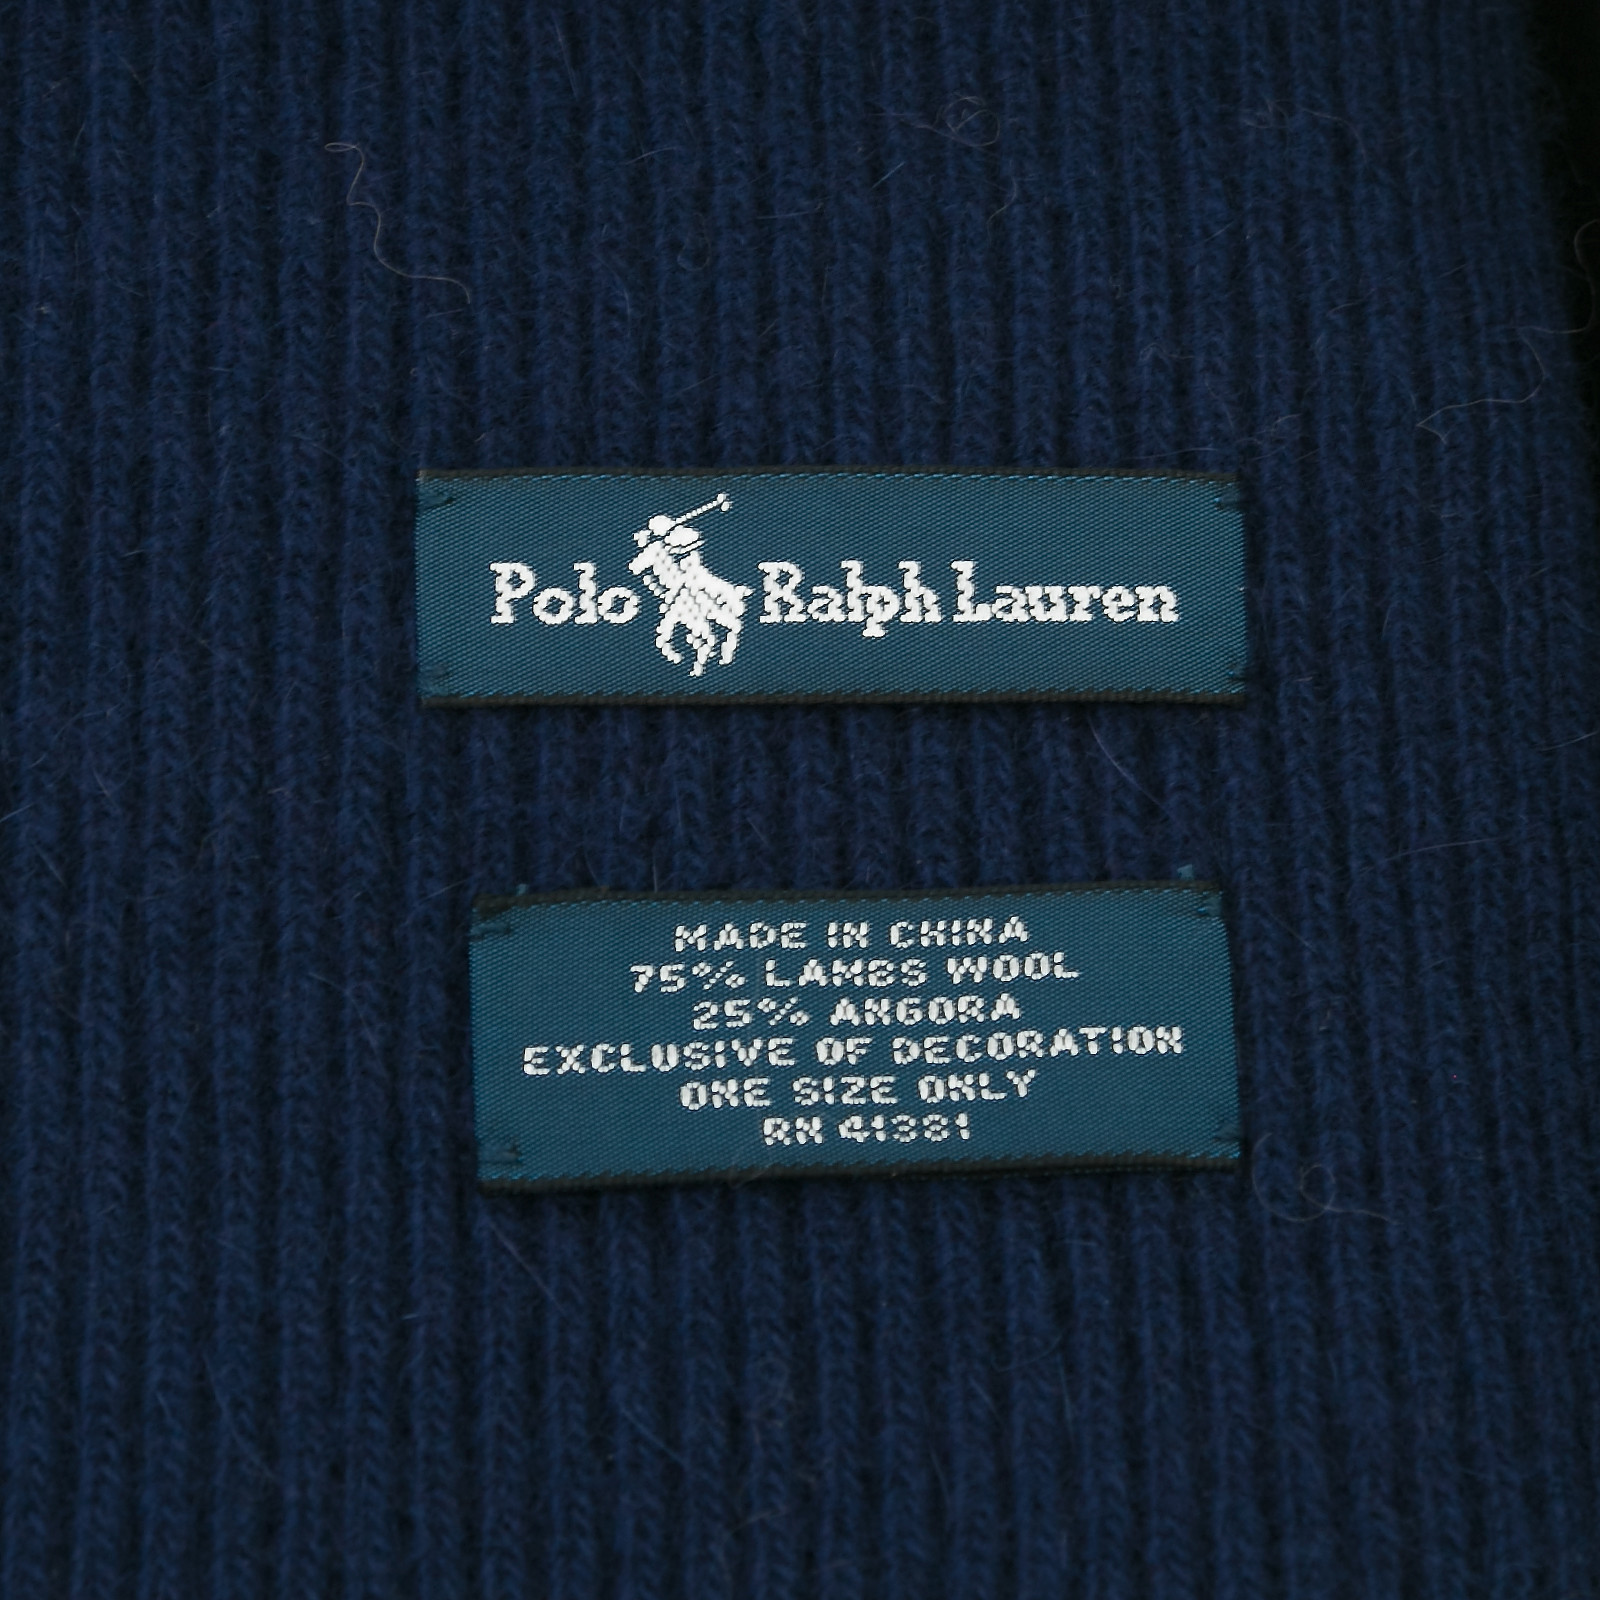 Polo Ralph Lauren
MADE IN CHINA
75% LAMBS WOOL
25% ANGORA
EXCLUSIVE OF DECORATION
ONE SIZE ONLY
RN 41381